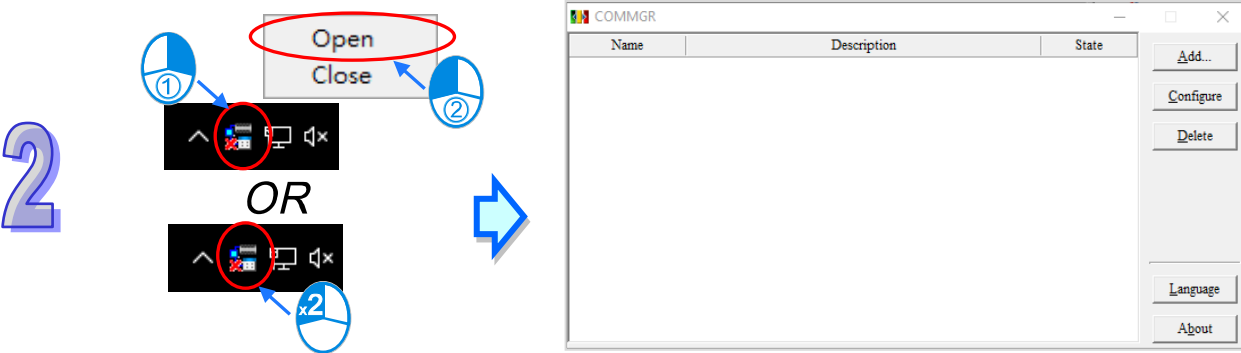 2
Open
Close
①
②
OR
x2
COMMGR
Name Description State
Add...
Configure
Delete
Language
About